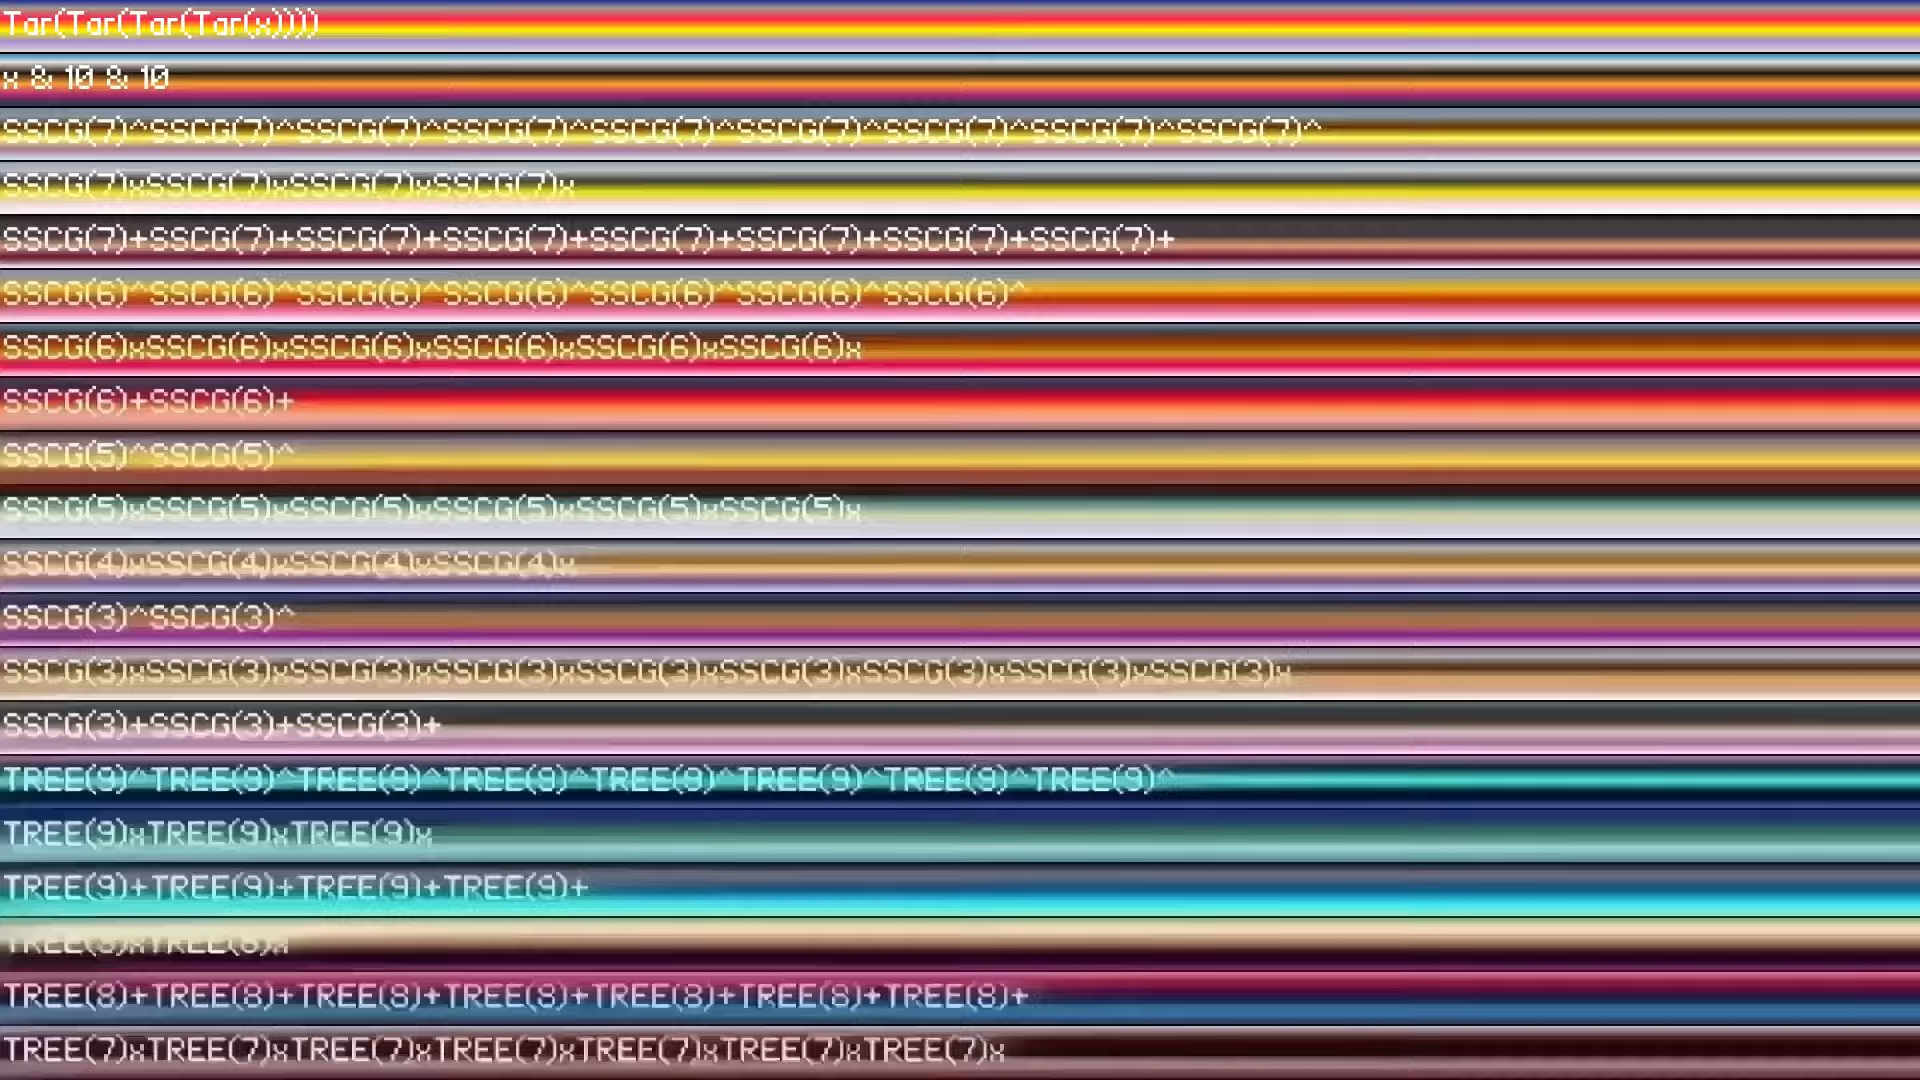 Tar(Tar(Tar(Tar(x))))
x & 10 & 10
SSCG(7)^SSCG(7)^SSCG(7)^SSCG(7)^SSCG(7)^SSCG(7)^SSCG(7)^SSCG(7)^SSCG(7)^
SSCG(7)xSSCG(7)xSSCG(7)xSSCG(7)x
SSCG(7)+SSCG(7)+SSCG(7)+SSCG(7)+SSCG(7)+SSCG(7)+SSCG(7)+SSCG(7)+
SSCG(6)^SSCG(6)^SSCG(6)^SSCG(6)^SSCG(6)^SSCG(6)^SSCG(6)^
SSCG(6)xSSCG(6)xSSCG(6)xSSCG(6)xSSCG(6)xSSCG(6)x
SSCG(6)+SSCG(6)+
SSCG(5)^SSCG(5)^
SSCG(5)xSSCG(5)xSSCG(5)xSSCG(5)xSSCG(5)xSSCG(5)x
SSCG(4)xSSCG(4)xSSCG(4)xSSCG(4)x
SSCG(3)^SSCG(3)^
SSCG(3)xSSCG(3)xSSCG(3)xSSCG(3)xSSCG(3)xSSCG(3)xSSCG(3)xSSCG(3)xSSCG(3)x
SSCG(3)+SSCG(3)+SSCG(3)+
TREE(9)^TREE(9)^TREE(9)^TREE(9)^TREE(9)^TREE(9)^TREE(9)^TREE(9)^
TREE(9)xTREE(9)xTREE(9)x
TREE(9)+TREE(9)+TREE(9)+TREE(9)+
TREE(8)xTREE(8)x
TREE(8)+TREE(8)+TREE(8)+TREE(8)+TREE(8)+TREE(8)+TREE(8)+
TREE(7)xTREE(7)xTREE(7)xTREE(7)xTREE(7)xTREE(7)xTREE(7)x